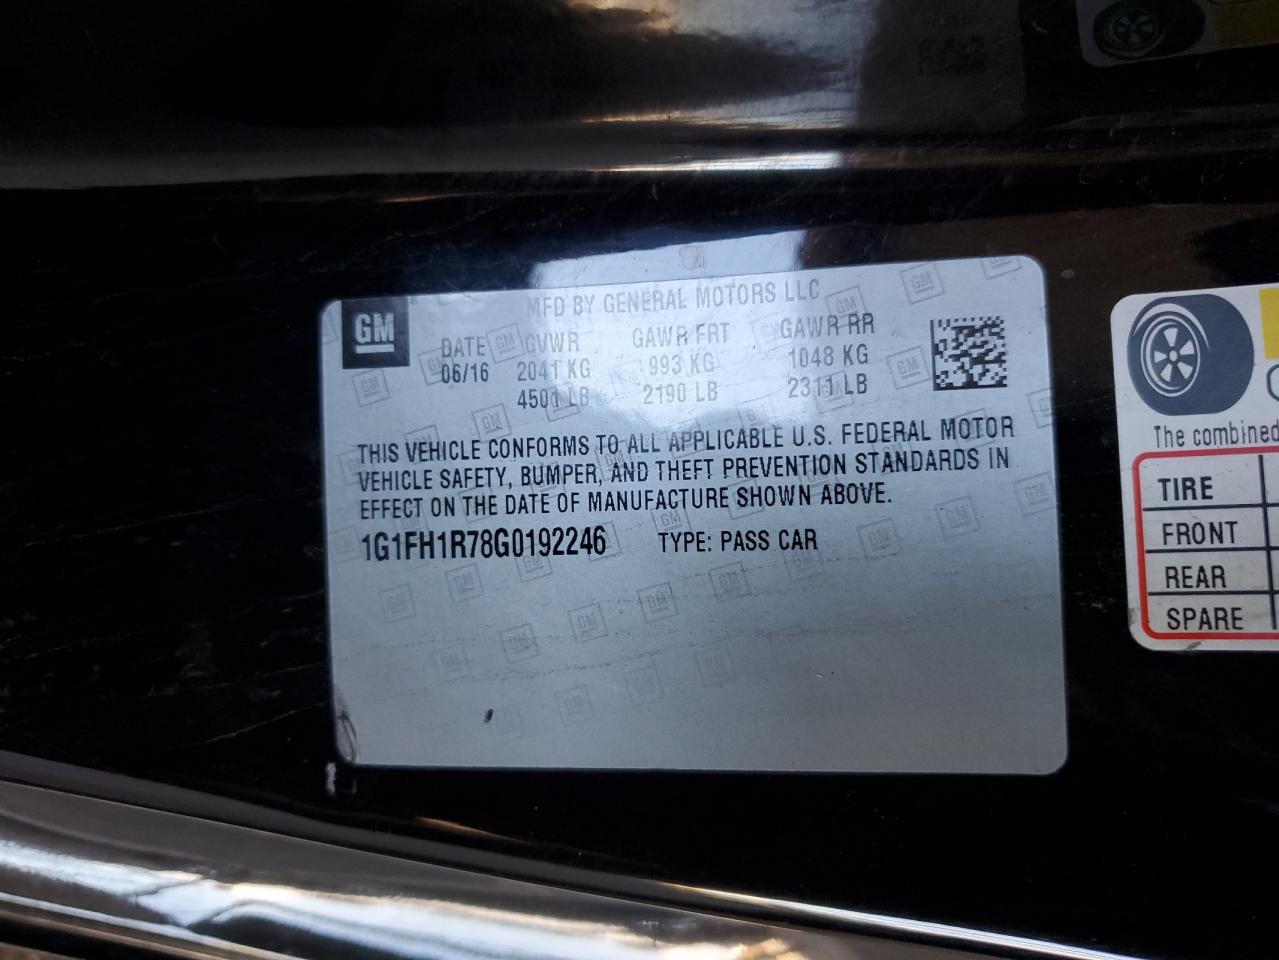 GM
MFD BY GENERAL MOTORS LLC
DATE GVWR GAWR FRT GAWR RR
06/16 2041 KG 993 KG 1048 KG
4501 LB 2190 LB 2311 LB
THIS VEHICLE CONFORMS TO ALL APPLICABLE U.S. FEDERAL MOTOR
VEHICLE SAFETY, BUMPER, AND THEFT PREVENTION STANDARDS IN
EFFECT ON THE DATE OF MANUFACTURE SHOWN ABOVE.
1G1FH1R78G0192246 TYPE: PASS CAR
The combined
TIRE
FRONT
REAR
SPARE